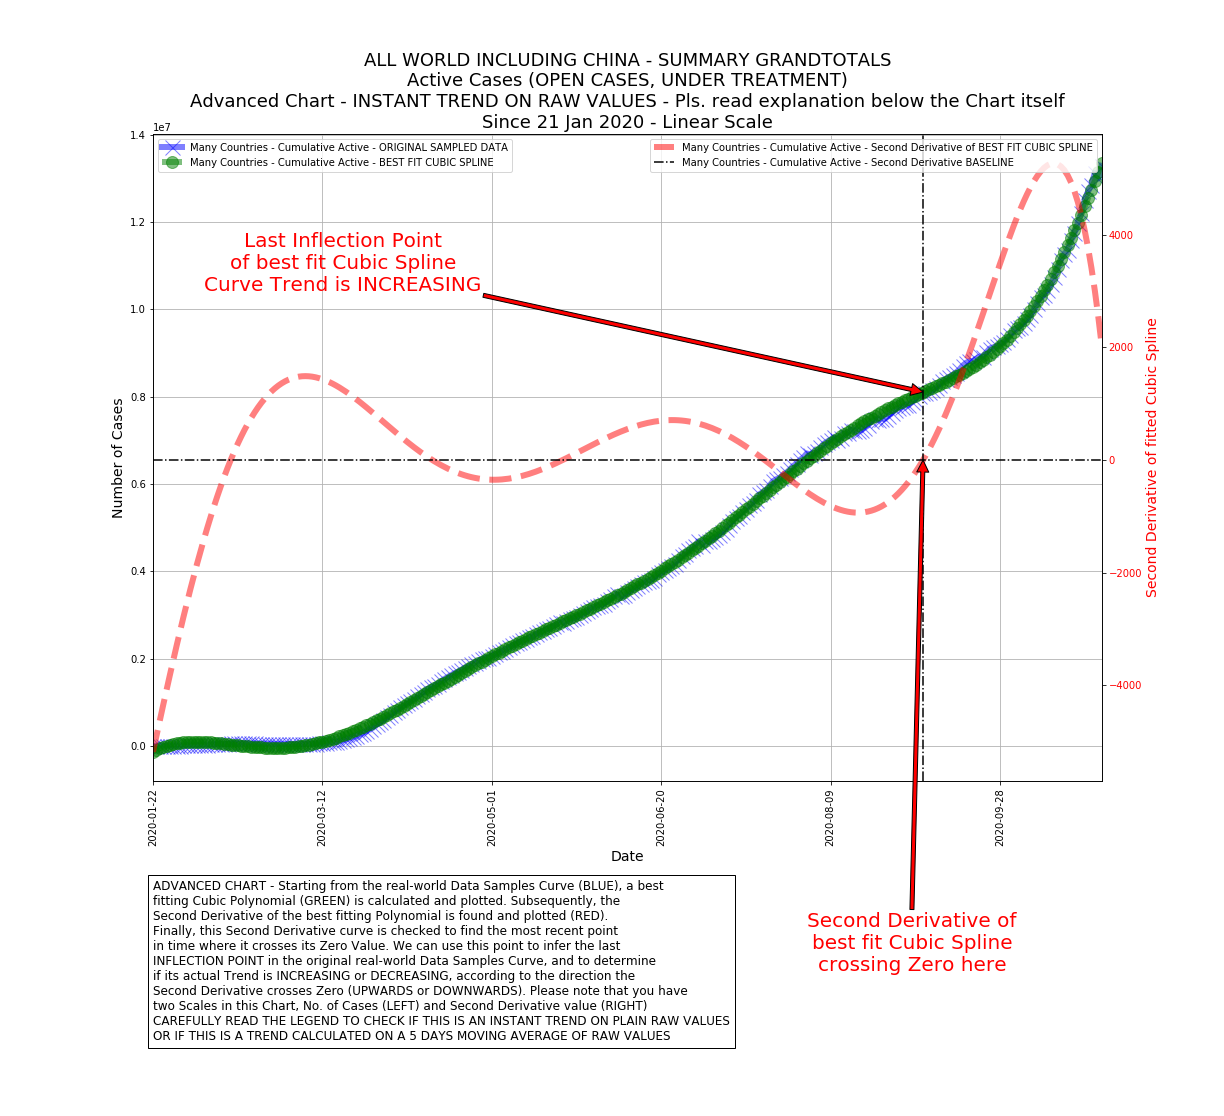 ALL WORLD INCLUDING CHINA - SUMMARY GRANDTOTALS
Active Cases (OPEN CASES, UNDER TREATMENT)
Advanced Chart - INSTANT TREND ON RAW VALUES - Pls. read explanation below the Chart itself
Since 21 Jan 2020 - Linear Scale
1e7
Many Countries - Cumulative Active - ORIGINAL SAMPLED DATA
Many Countries - Cumulative Active - BEST FIT CUBIC SPLINE
Many Countries - Cumulative Active - Second Derivative of BEST FIT CUBIC SPLINE
Many Countries - Cumulative Active - Second Derivative BASELINE
Last Inflection Point
of best fit Cubic Spline
Curve Trend is INCREASING
1.4
1.2
1.0
0.8
0.6
0.4
0.2
0.0
Number of Cases
4000
2000
0
−2000
−4000
Second Derivative of fitted Cubic Spline
2020-01-22
2020-03-12
2020-05-01
2020-06-20
2020-08-09
2020-09-28
Date
ADVANCED CHART - Starting from the real-world Data Samples Curve (BLUE), a best
fitting Cubic Polynomial (GREEN) is calculated and plotted. Subsequently, the
Second Derivative of the best fitting Polynomial is found and plotted (RED).
Finally, this Second Derivative curve is checked to find the most recent point
in time where it crosses its Zero Value. We can use this point to infer the last
INFLECTION POINT in the original real-world Data Samples Curve, and to determine
if its actual Trend is INCREASING or DECREASING, according to the direction the
Second Derivative crosses Zero (UPWARDS or DOWNWARDS). Please note that you have
two Scales in this Chart, No. of Cases (LEFT) and Second Derivative value (RIGHT)
CAREFULLY READ THE LEGEND TO CHECK IF THIS IS AN INSTANT TREND ON PLAIN RAW VALUES
OR IF THIS IS A TREND CALCULATED ON A 5 DAYS MOVING AVERAGE OF RAW VALUES
Second Derivative of
best fit Cubic Spline
crossing Zero here